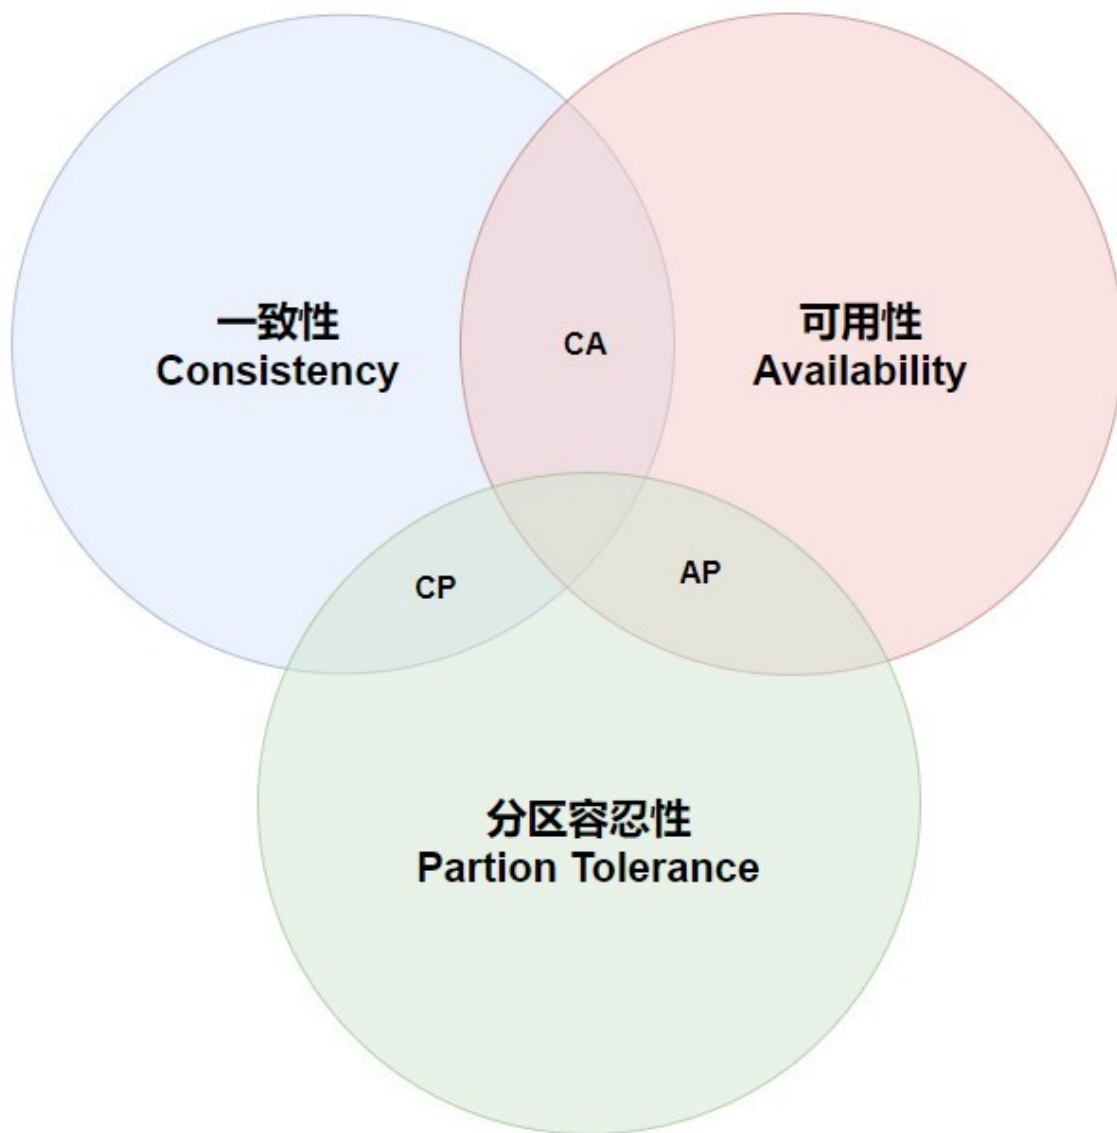 一致性
Consistency
CA
可用性
Availability
CP
AP
分区容忍性
Partion Tolerance